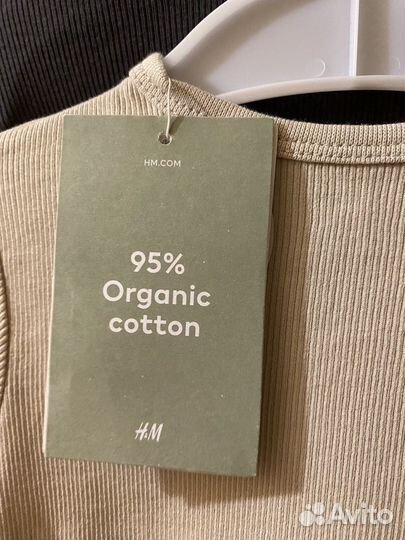 HM.COM
95%
Organic
cotton
H&M
Avito